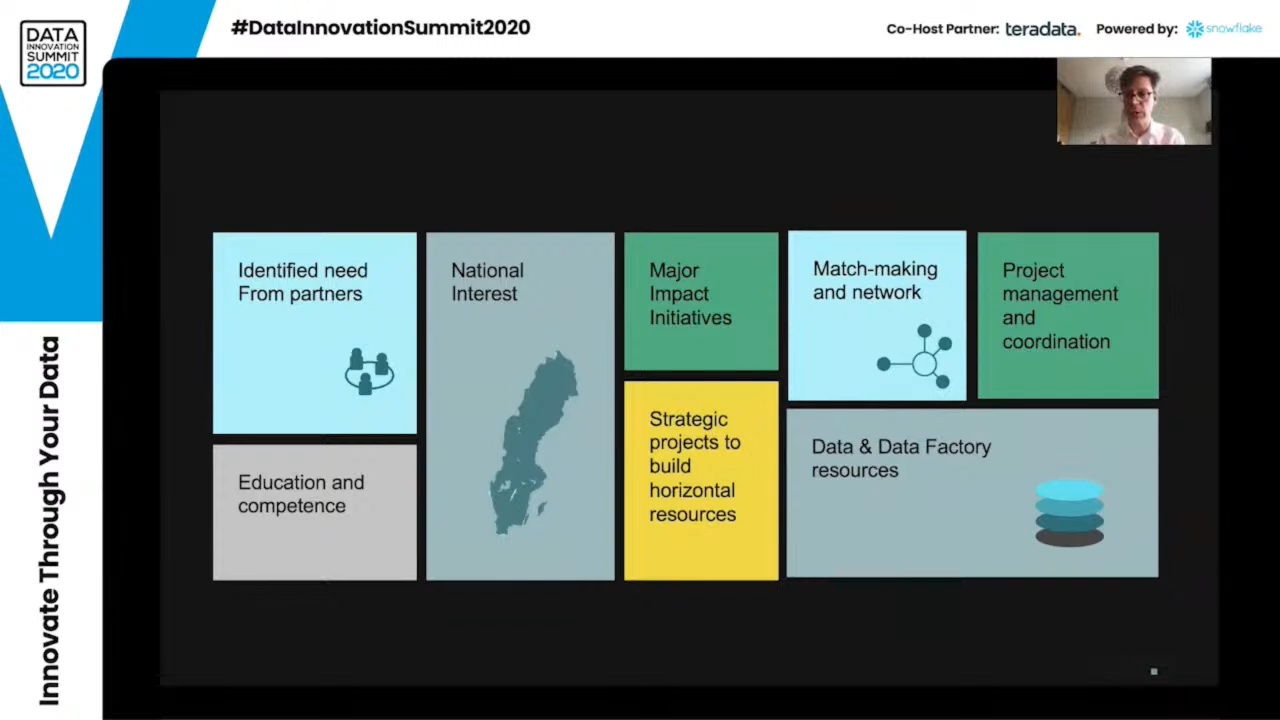 DATA
INNOVATION
SUMMIT
2020
#DataInnovationSummit2020
Co-Host Partner: teradata.
Powered by: snowflake
Innovate Through Your Data
Identified need
From partners
Education and
competence
National
Interest
Major
Impact
Initiatives
Strategic
projects to
build
horizontal
resources
Match-making
and network
Project
management
and
coordination
Data & Data Factory
resources